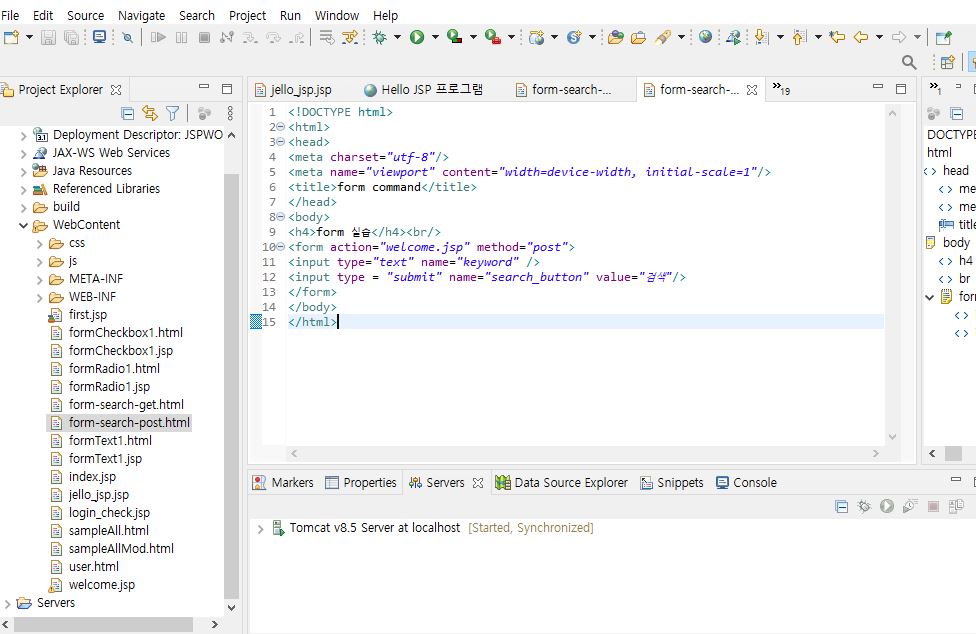 File Edit Source Navigate Search Project Run Window Help
Project Explorer
Deployment Descriptor: JSPWO
JAX-WS Web Services
Java Resources
Referenced Libraries
build
WebContent
css
js
META-INF
WEB-INF
first.jsp
formCheckbox1.html
formCheckbox1.jsp
formRadio1.html
formRadio1.jsp
form-search-get.html
form-search-post.html
formText1.html
formText1.jsp
index.jsp
jello_jsp.jsp
login_check.jsp
sampleAll.html
sampleAllMod.html
user.html
welcome.jsp
Servers
jello_jsp.jsp Hello JSP 프로그램 form-search-... form-search-... »19
1 <!DOCTYPE html>
2 <html>
3 <head>
4 <meta charset="utf-8"/>
5 <meta name="viewport" content="width=device-width, initial-scale=1"/>
6 <title>form command</title>
7 </head>
8 <body>
9 <h4>form 실습</h4><br/>
10 <form action="welcome.jsp" method="post">
11 <input type="text" name="keyword" />
12 <input type = "submit" name="search_button" value="검색"/>
13 </form>
14 </body>
15 </html>
»1
DOCTYPE
html
head
me
me
title
body
h4
br
for
Markers Properties Servers Data Source Explorer Snippets Console
Tomcat v8.5 Server at localhost [Started, Synchronized]